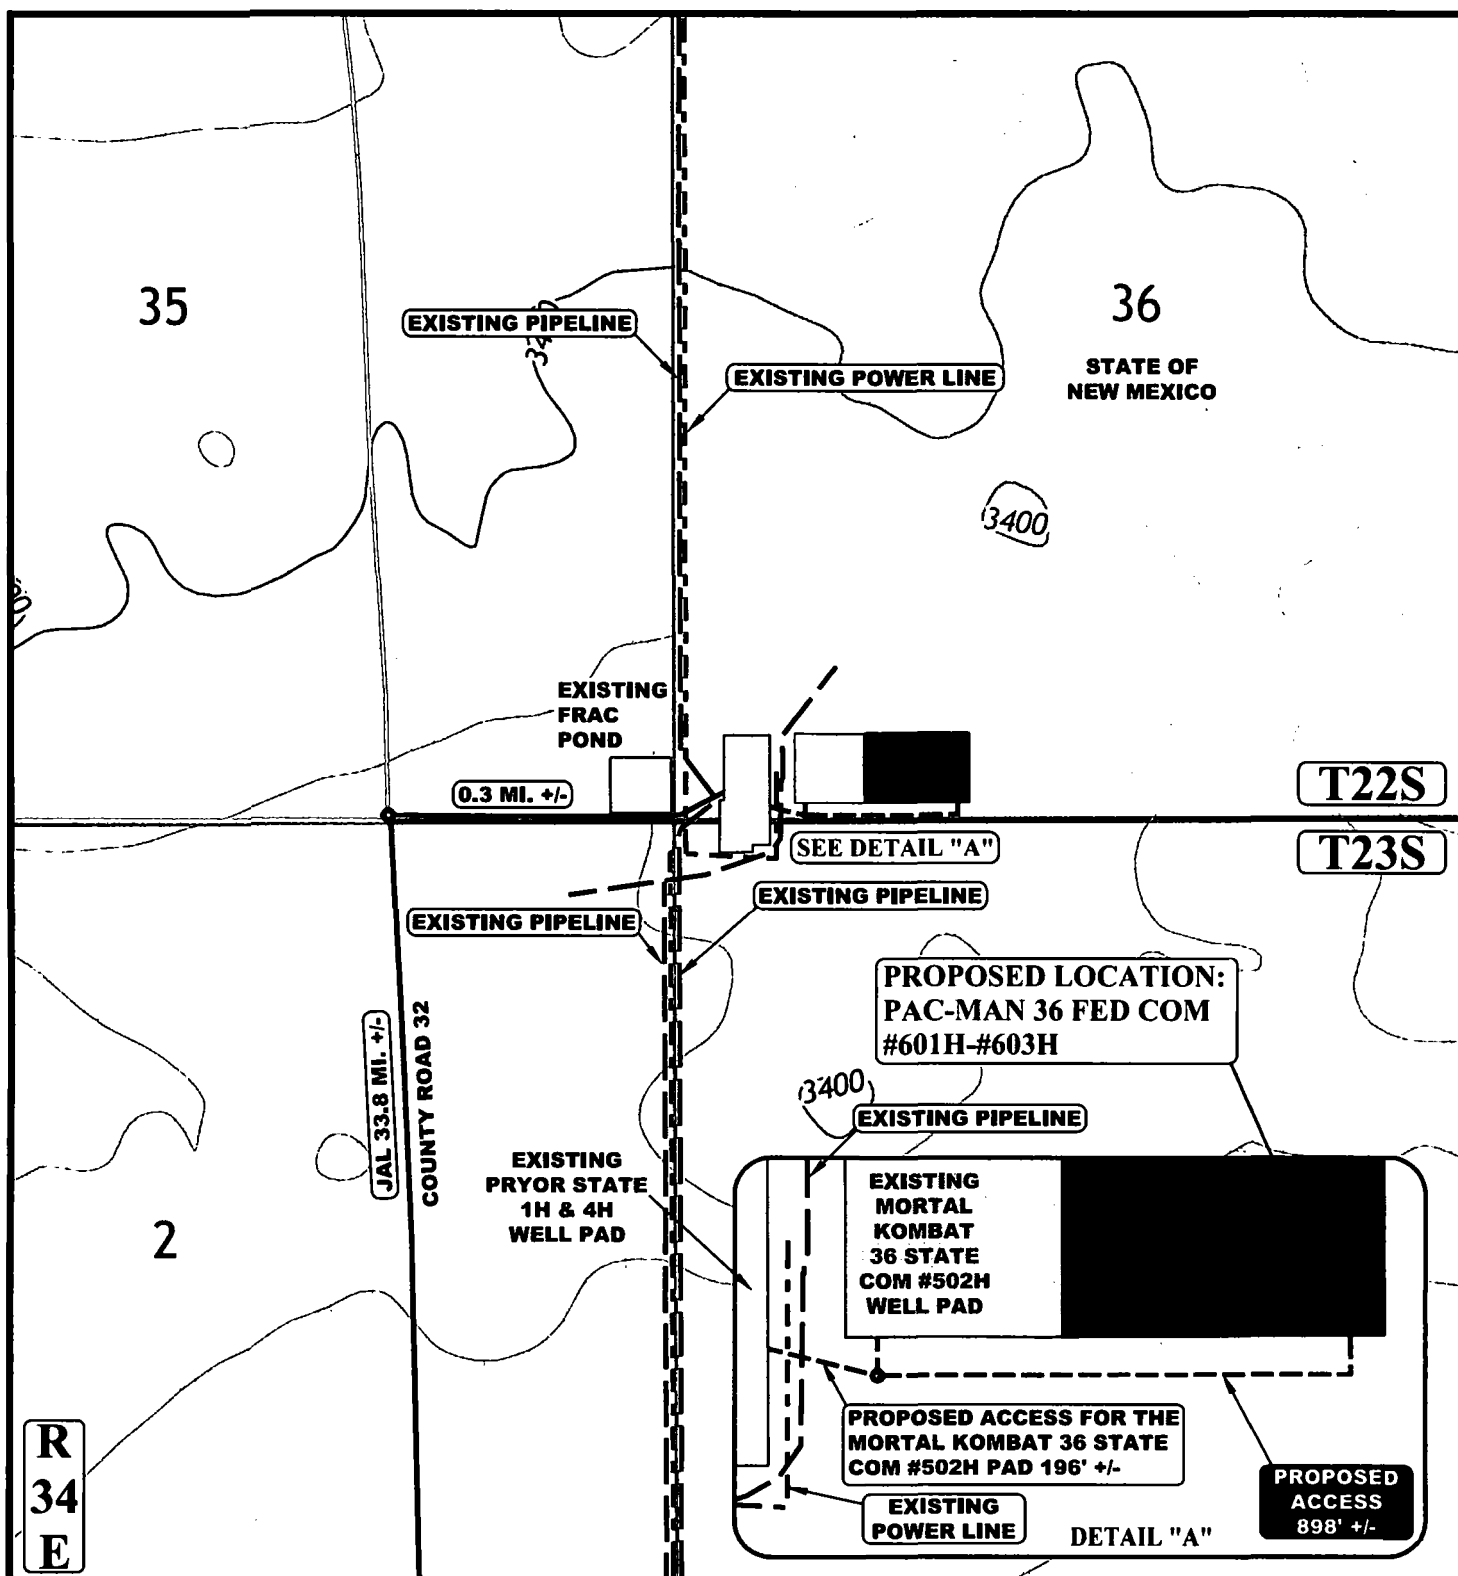 35
36
STATE OF
NEW MEXICO
EXISTING PIPELINE
EXISTING POWER LINE
3400
EXISTING
FRAC
POND
0.3 MI. +/-
T22S
T23S
SEE DETAIL "A"
EXISTING PIPELINE
EXISTING PIPELINE
PROPOSED LOCATION:
PAC-MAN 36 FED COM
#601H-#603H
JAL 33.8 MI. +/-
COUNTY ROAD 32
2
3400
EXISTING PIPELINE
EXISTING
PRYOR STATE
1H & 4H
WELL PAD
EXISTING
MORTAL
KOMBAT
36 STATE
COM #502H
WELL PAD
PROPOSED ACCESS FOR THE
MORTAL KOMBAT 36 STATE
COM #502H PAD 196' +/-
EXISTING
POWER LINE
PROPOSED
ACCESS
898' +/-
DETAIL "A"
R
34
E